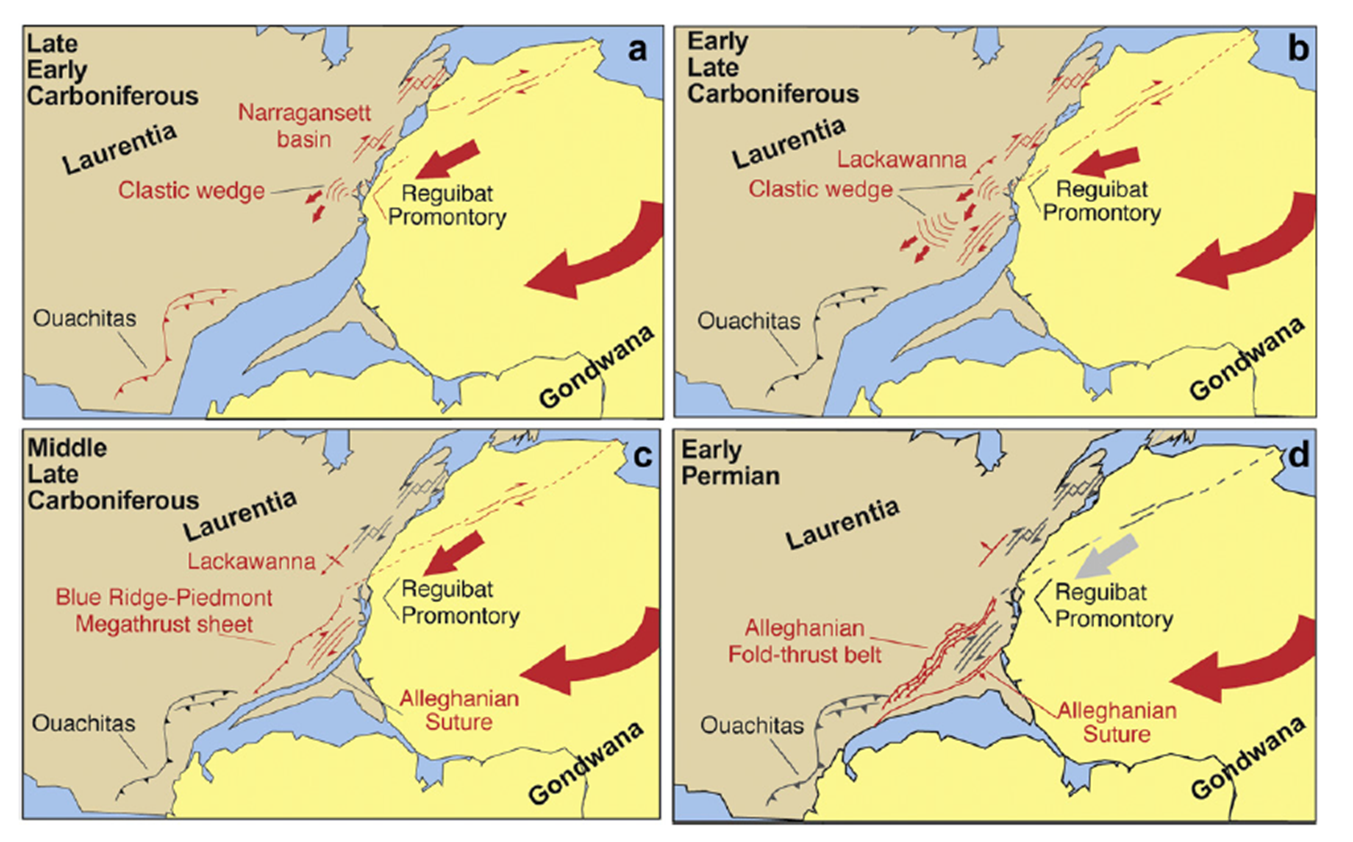 Late
Early
Carboniferous
a
Laurentia
Narragansett
basin
Clastic wedge
Reguibat
Promontory
Ouachitas
Gondwana
Early
Late
Carboniferous
b
Laurentia
Lackawanna
Clastic wedge
Reguibat
Promontory
Ouachitas
Gondwana
Middle
Late
Carboniferous
c
Laurentia
Lackawanna
Blue Ridge-Piedmont
Megathrust sheet
Reguibat
Promontory
Ouachitas
Alleghanian
Suture
Gondwana
Early
Permian
d
Laurentia
Reguibat
Promontory
Alleghanian
Fold-thrust belt
Ouachitas
Alleghanian
Suture
Gondwana